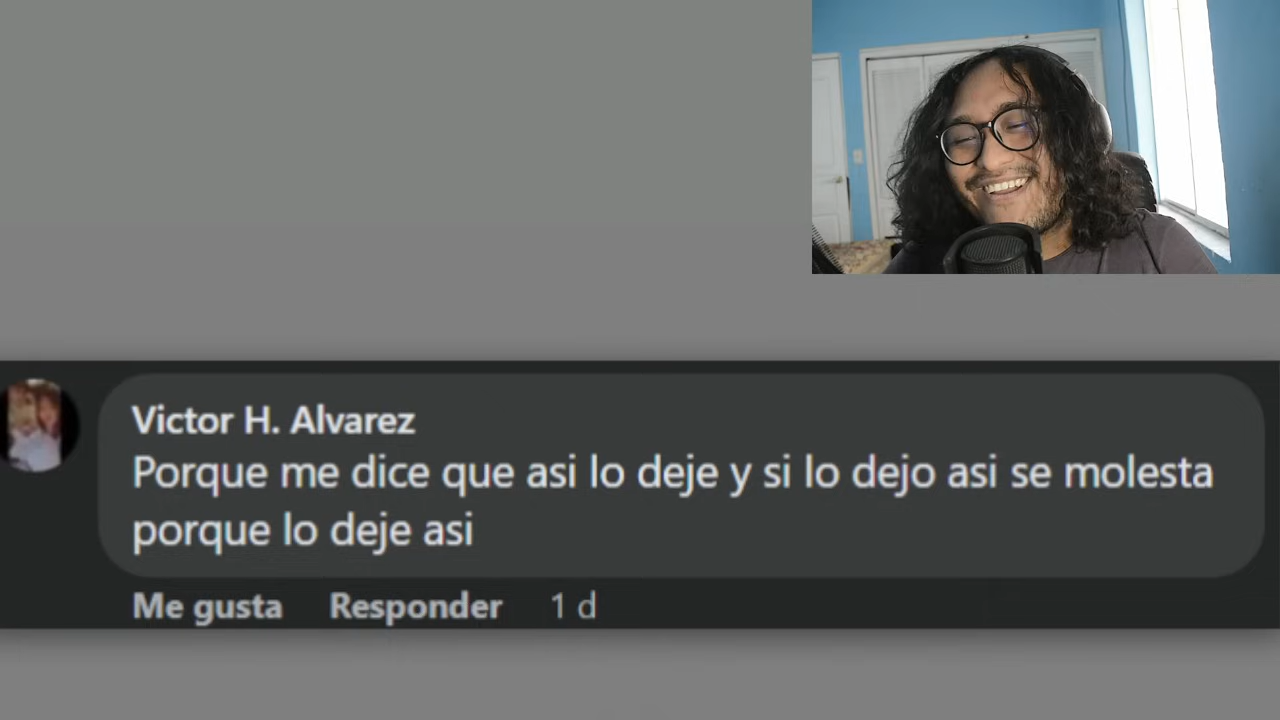 Victor H. Alvarez
Porque me dice que asi lo deje y si lo dejo asi se molesta
porque lo deje asi
Me gusta Responder 1 d